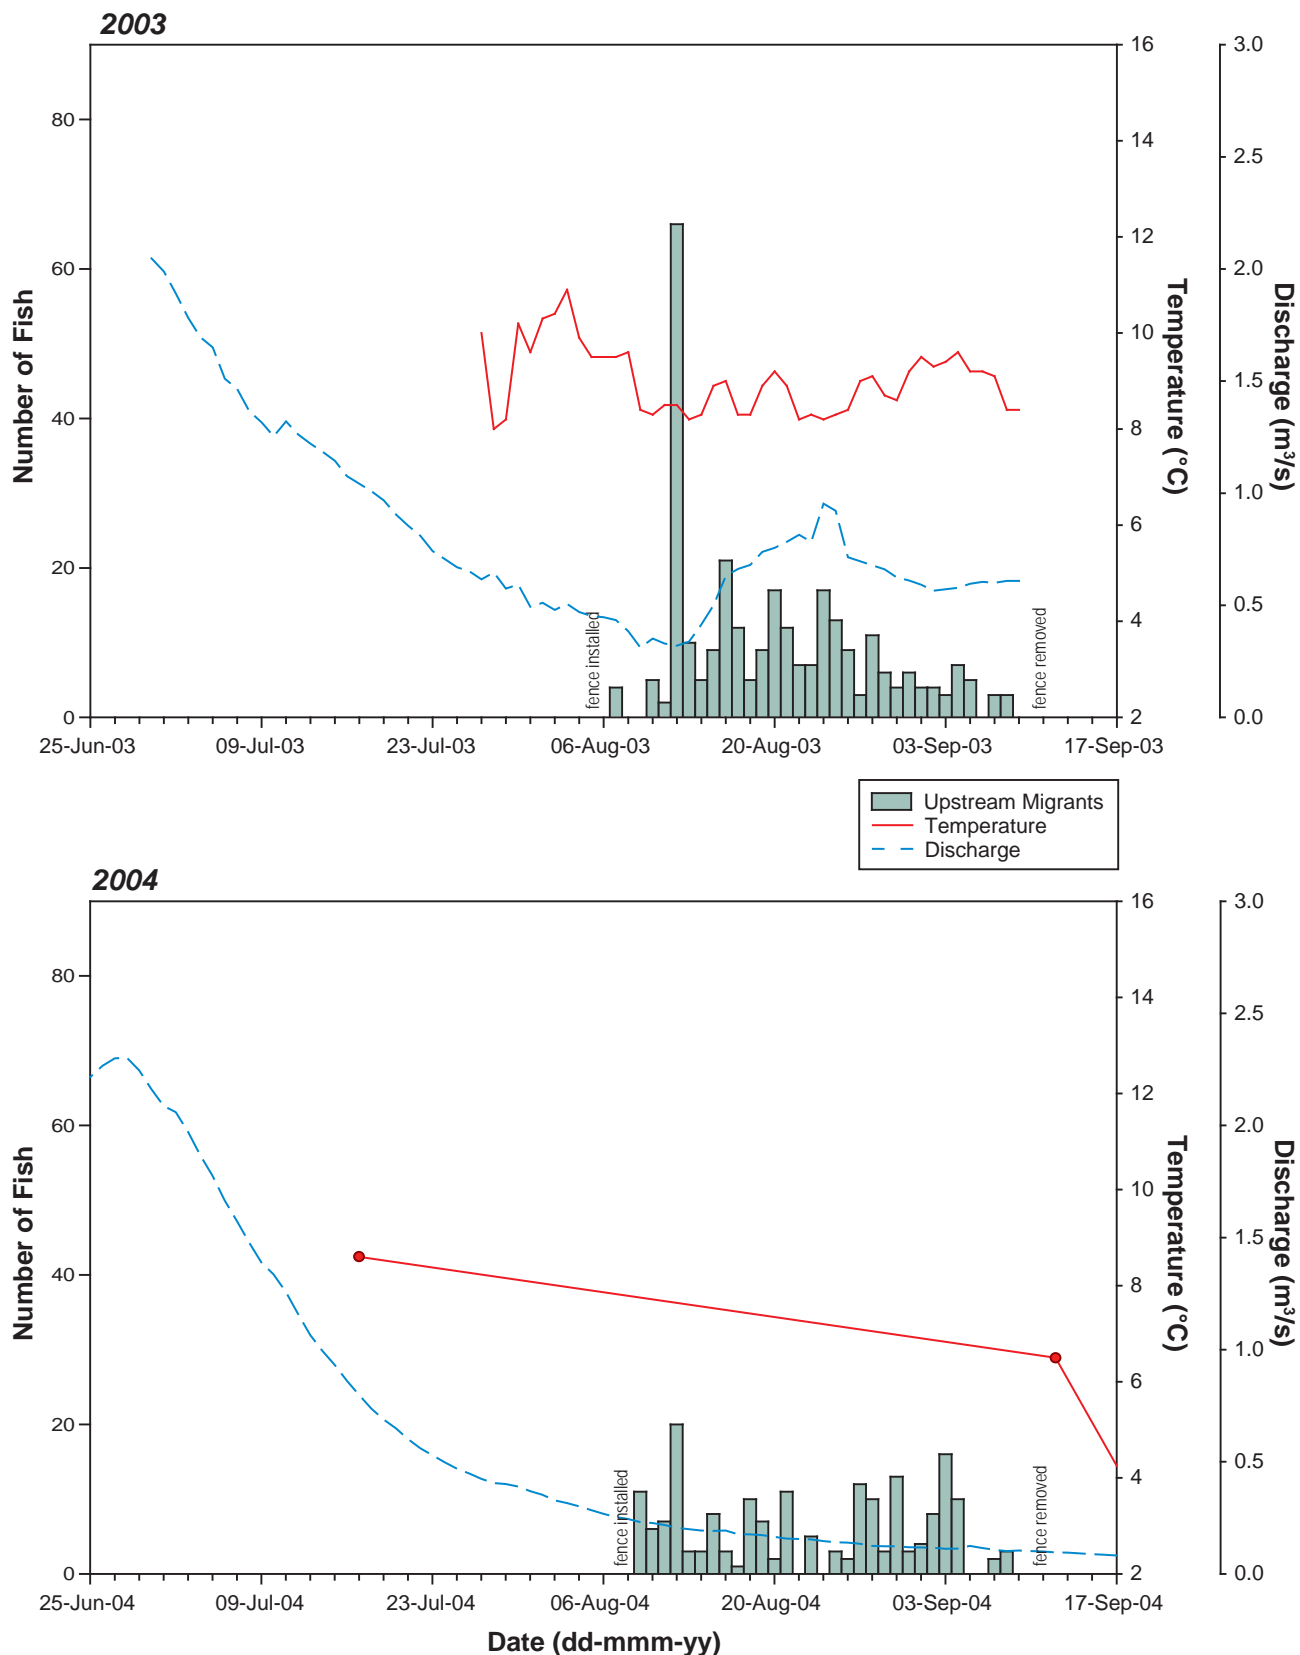 2003
80
60
40
20
0
Number of Fish
16
14
12
10
8
6
4
2
Temperature (°C)
3.0
2.5
2.0
1.5
1.0
0.5
0.0
Discharge (m³/s)
fence installed
fence removed
25-Jun-03
09-Jul-03
23-Jul-03
06-Aug-03
20-Aug-03
03-Sep-03
17-Sep-03
Upstream Migrants
Temperature
Discharge
2004
80
60
40
20
0
Number of Fish
16
14
12
10
8
6
4
2
Temperature (°C)
3.0
2.5
2.0
1.5
1.0
0.5
0.0
Discharge (m³/s)
fence installed
fence removed
25-Jun-04
09-Jul-04
23-Jul-04
06-Aug-04
20-Aug-04
03-Sep-04
17-Sep-04
Date (dd-mmm-yy)